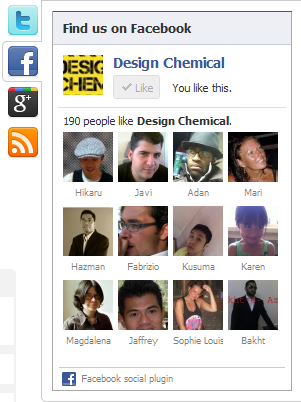 Find us on Facebook
DESIG
CHEM
Design Chemical
Like
You like this.
190 people like Design Chemical.
Hikaru Javi Adan Mari
Hazman Fabrizio Kusuma Karen
Magdalena Jaffrey Sophie Louis Bakht
Facebook social plugin